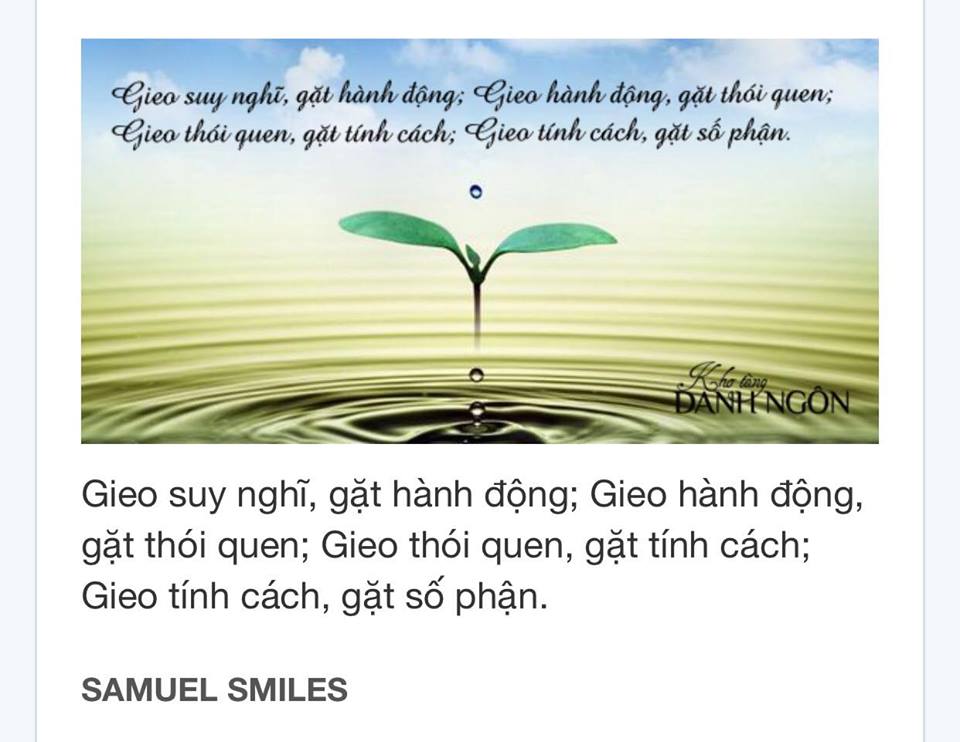 Gieo suy nghĩ, gặt hành động; Gieo hành động, gặt thói quen;
Gieo thói quen, gặt tính cách; Gieo tính cách, gặt số phận.
Kho tàng
DANH NGÔN
Gieo suy nghĩ, gặt hành động; Gieo hành động,
gặt thói quen; Gieo thói quen, gặt tính cách;
Gieo tính cách, gặt số phận.
SAMUEL SMILES